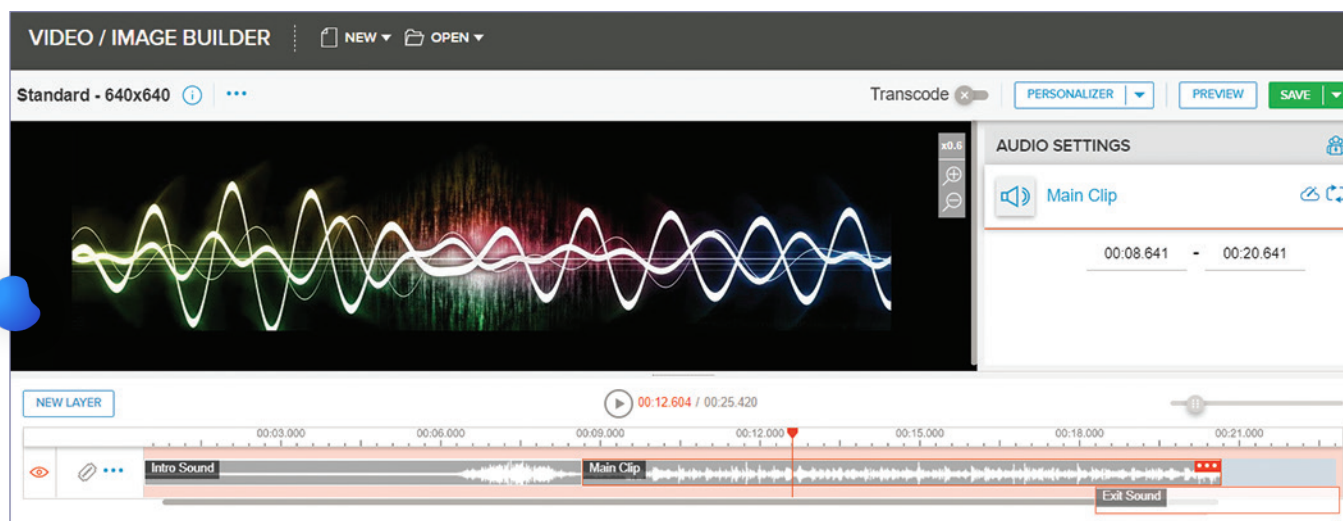 VIDEO / IMAGE BUILDER NEW OPEN
Standard - 640x640 Transcode PERSONALIZER PREVIEW SAVE
x0.6
AUDIO SETTINGS
Main Clip
00:08.641 - 00:20.641
NEW LAYER 00:12.604 / 00:25.420
00:03.000 00:06.000 00:09.000 00:12.000 00:15.000 00:18.000 00:21.000
Intro Sound Main Clip
Exit Sound